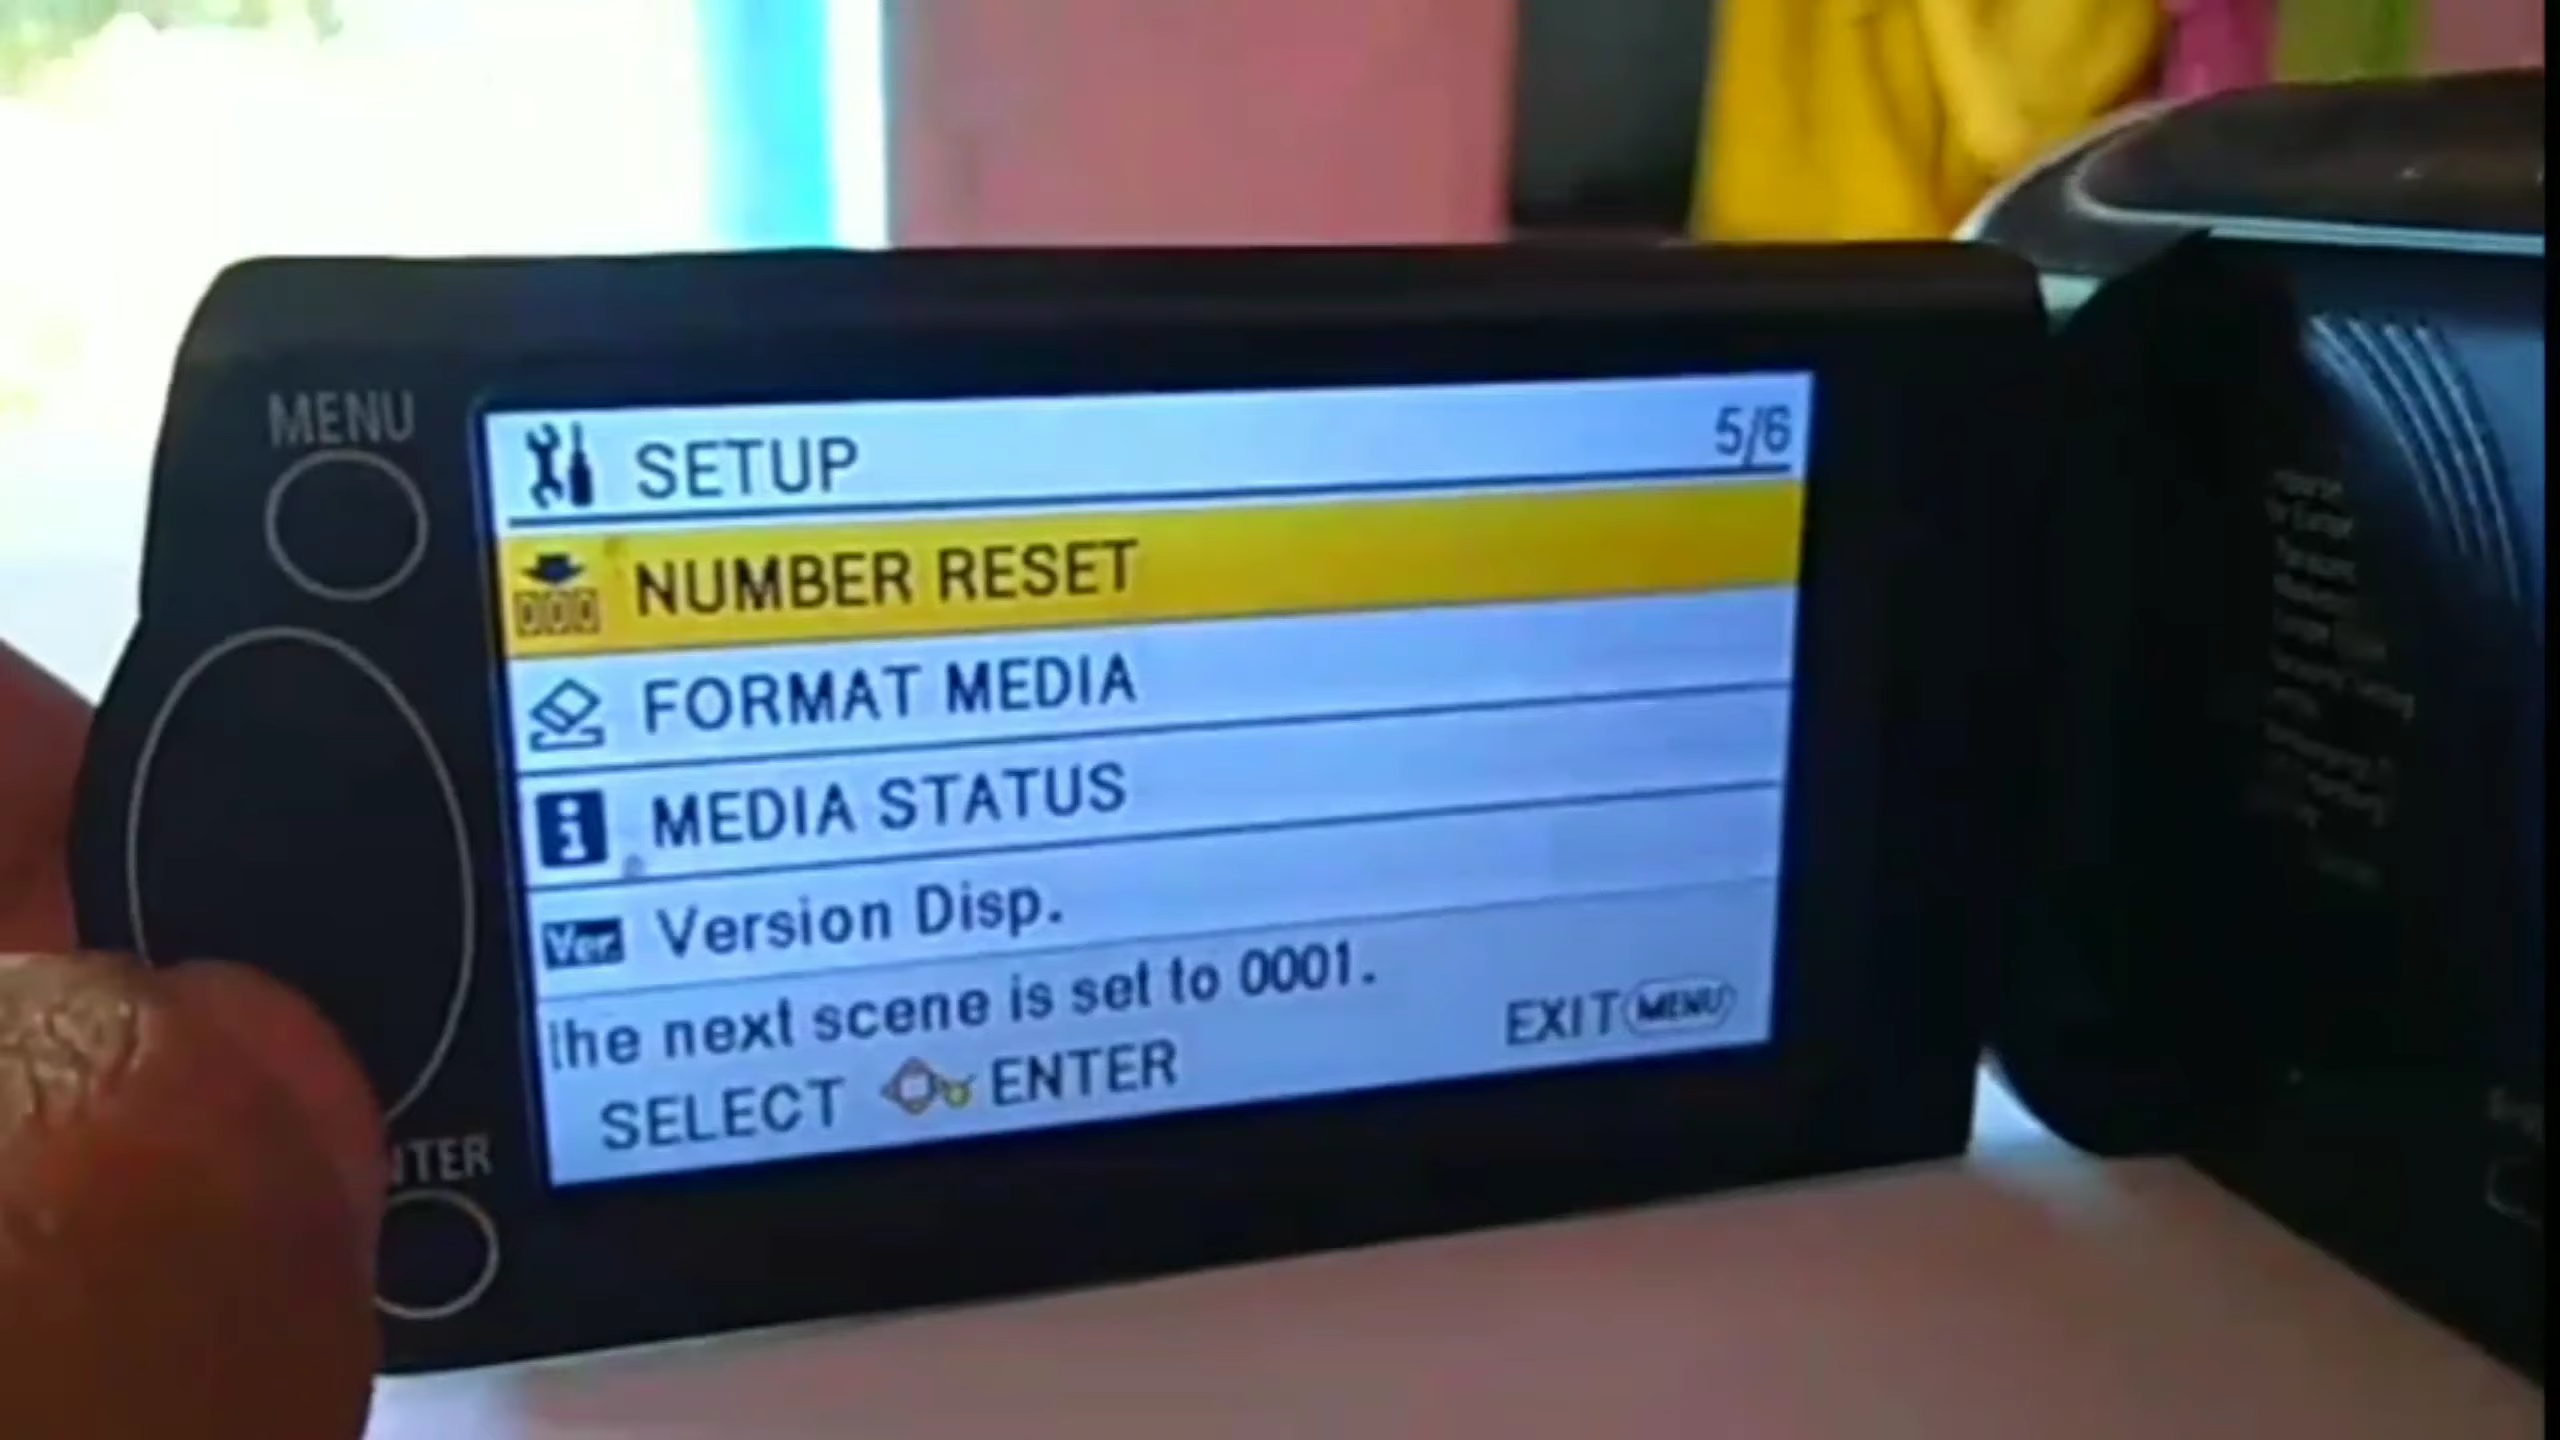 MENU
SETUP 5/6
NUMBER RESET
FORMAT MEDIA
i MEDIA STATUS
Ver. Version Disp.
The next scene is set to 0001.
EXIT MENU
SELECT ENTER
NTER